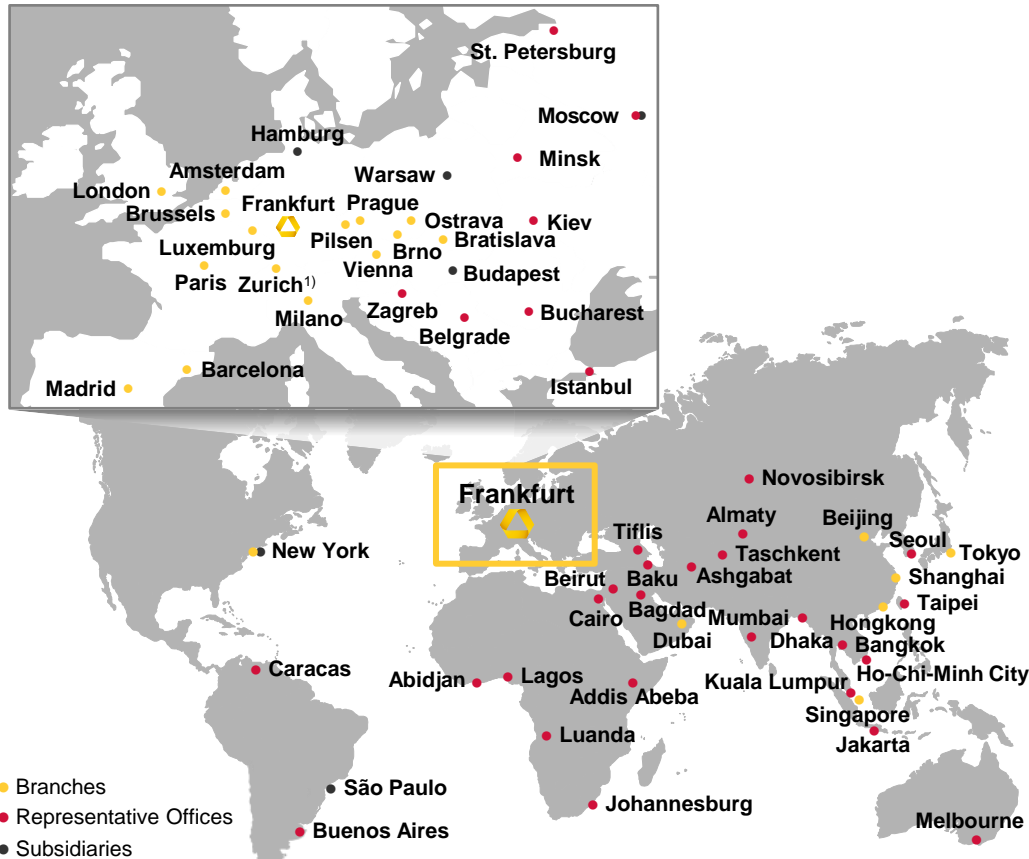 St. Petersburg
Moscow
Hamburg
Minsk
Amsterdam
Warsaw
London
Frankfurt Prague
Brussels
Ostrava
Kiev
Luxemburg
Pilsen
Brno
Bratislava
Vienna
Budapest
Paris
Zurich1)
Zagreb
Milano
Bucharest
Belgrade
Barcelona
Madrid
Istanbul
Frankfurt
Novosibirsk
Almaty
Beijing
Tiflis
Seoul
Tokyo
New York
Taschkent
Beirut
Baku
Ashgabat
Shanghai
Cairo
Bagdad
Mumbai
Taipei
Dubai
Dhaka
Hongkong
Bangkok
Caracas
Abidjan
Lagos
Addis Abeba
Kuala Lumpur
Ho-Chi-Minh City
Singapore
Luanda
Jakarta
São Paulo
Johannesburg
Buenos Aires
Melbourne
Branches
Representative Offices
Subsidiaries